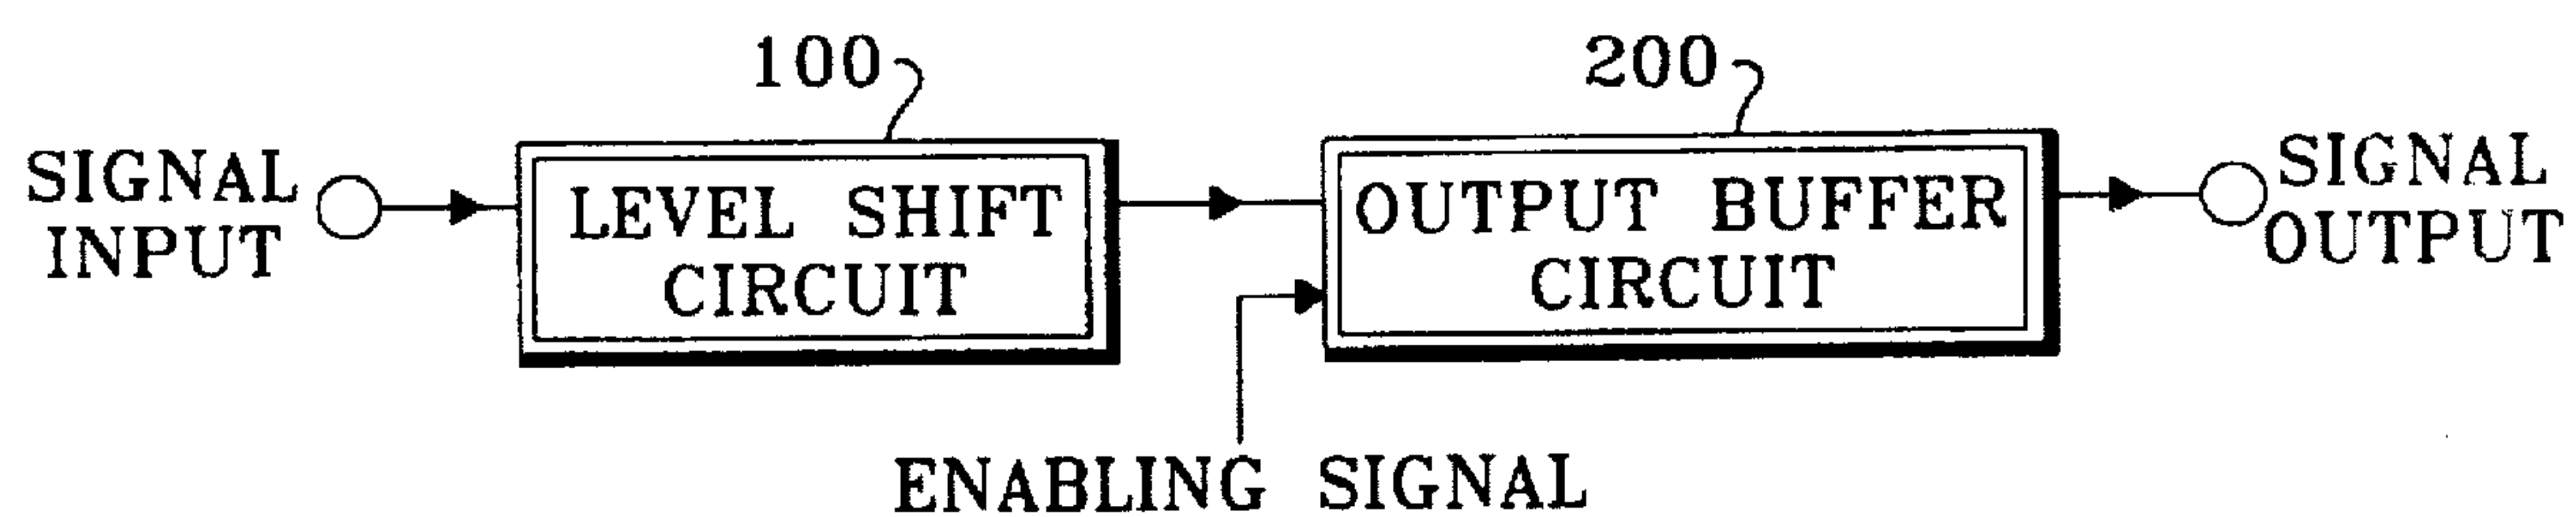 100
200
SIGNAL
INPUT
LEVEL SHIFT
CIRCUIT
OUTPUT BUFFER
CIRCUIT
SIGNAL
OUTPUT
ENABLING SIGNAL